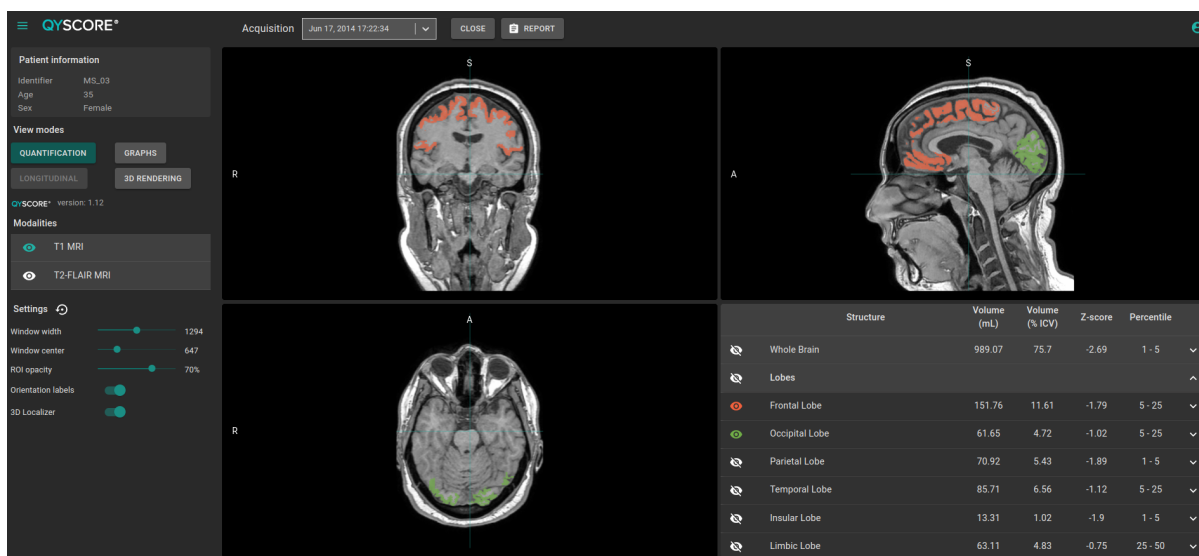 QYSCORE®
Acquisition Jun 17, 2014 17:22:34 CLOSE REPORT
Patient information
Identifier MS_03
Age 35
Sex Female
View modes
QUANTIFICATION GRAPHS
LONGITUDINAL 3D RENDERING
QYSCORE® version: 1.12
Modalities
T1 MRI
T2-FLAIR MRI
Settings
Window width 1294
Window center 647
ROI opacity 70%
Orientation labels
3D Localizer
S
R
S
A
A
R
Structure Volume (mL) Volume (% ICV) Z-score Percentile
Whole Brain 989.07 75.7 -2.69 1 - 5
Lobes
Frontal Lobe 151.76 11.61 -1.79 5 - 25
Occipital Lobe 61.65 4.72 -1.02 5 - 25
Parietal Lobe 70.92 5.43 -1.89 1 - 5
Temporal Lobe 85.71 6.56 -1.12 5 - 25
Insular Lobe 13.31 1.02 -1.9 1 - 5
Limbic Lobe 63.11 4.83 -0.75 25 - 50